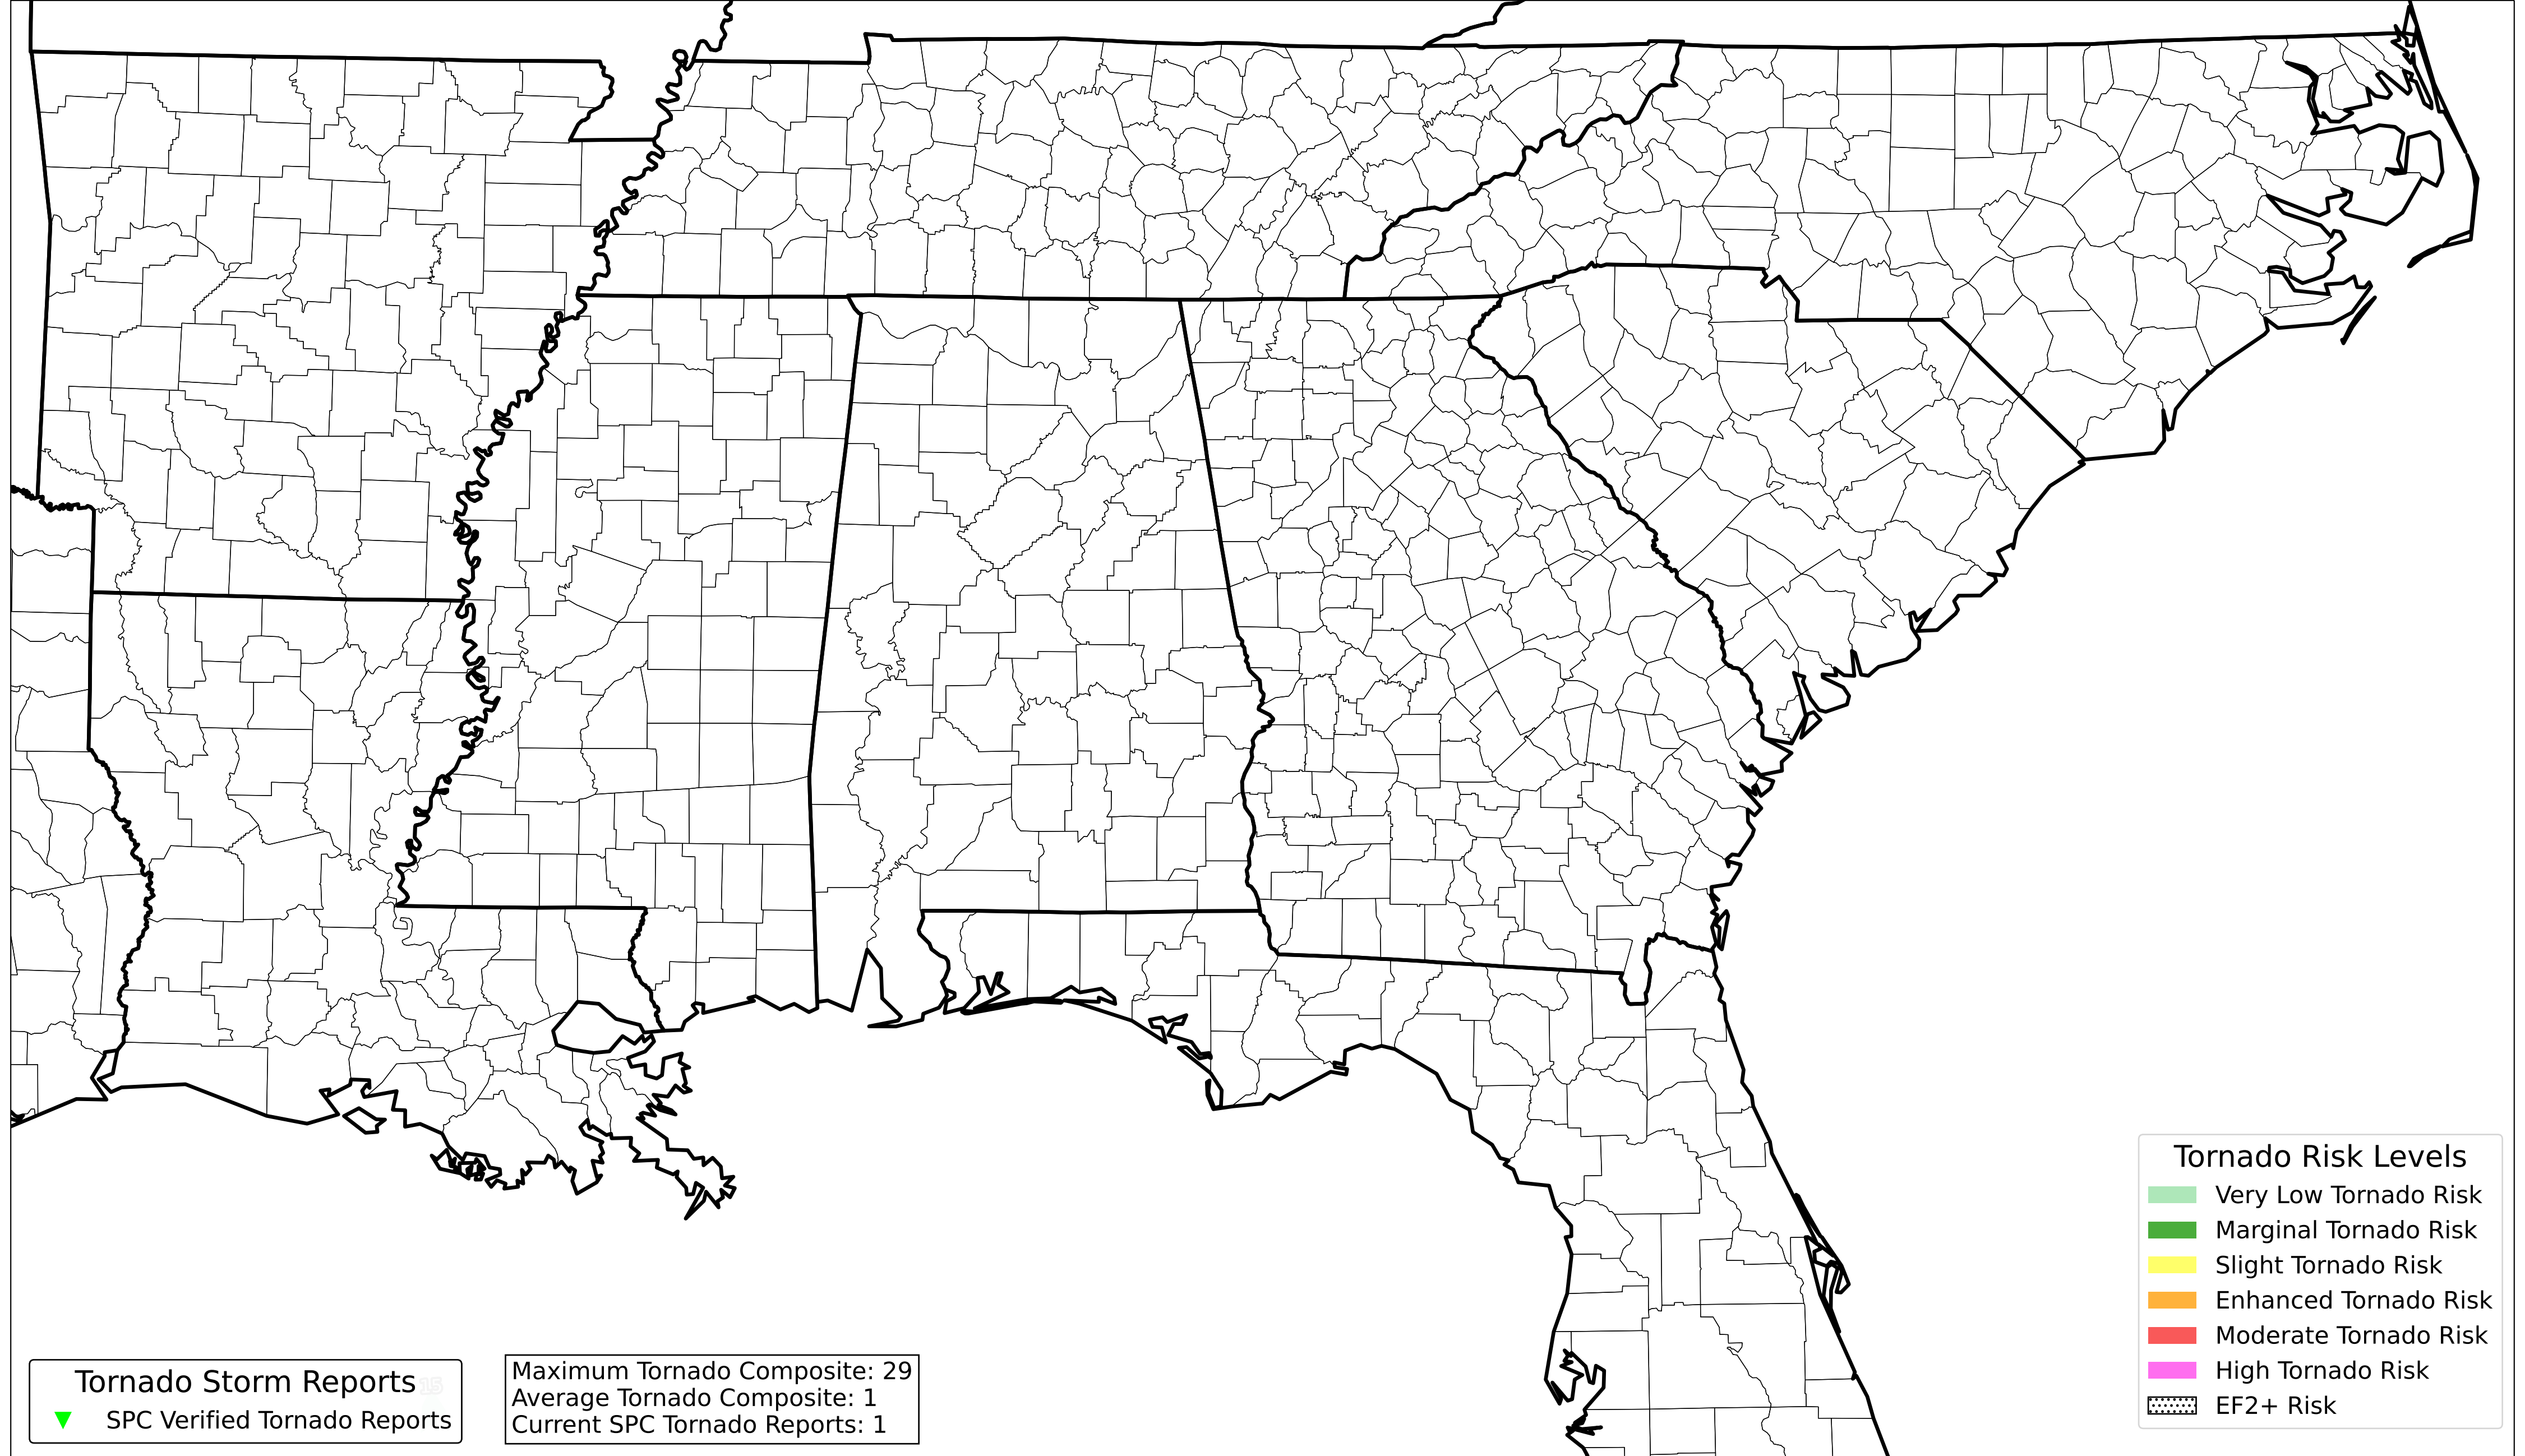 Tornado Storm Reports
15
SPC Verified Tornado Reports
Maximum Tornado Composite: 29
Average Tornado Composite: 1
Current SPC Tornado Reports: 1
Tornado Risk Levels
Very Low Tornado Risk
Marginal Tornado Risk
Slight Tornado Risk
Enhanced Tornado Risk
Moderate Tornado Risk
High Tornado Risk
EF2+ Risk